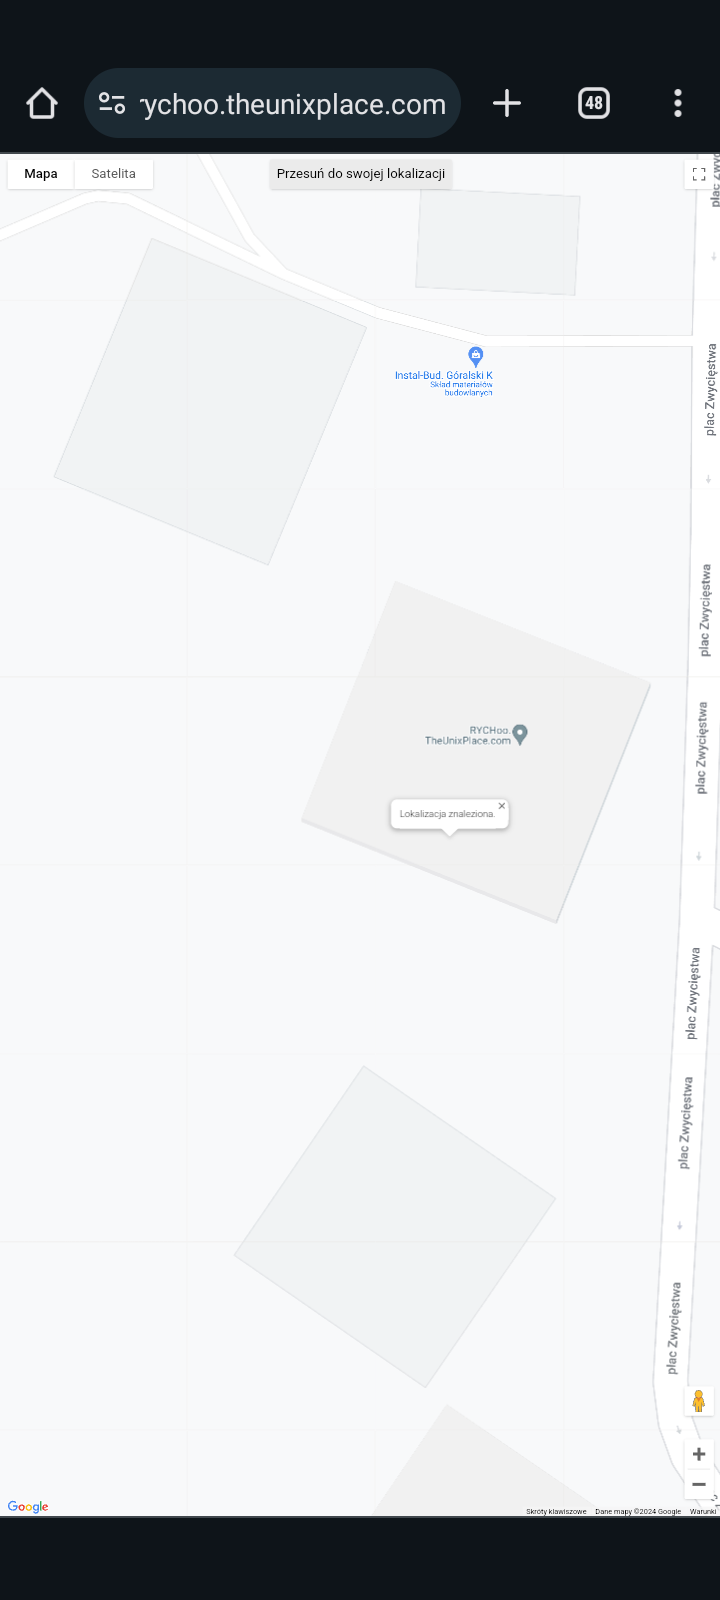 ychoo.theunixplace.com
48
Mapa
Satelita
Przesuń do swojej lokalizacji
plac Zwyc
plac Zwycięstwa
Instal-Bud. Góralski K
Skład materiałów
budowlanych
plac Zwycięstwa
plac Zwycięstwa
RYCHoo.
TheUnixPlace.com
Lokalizacja znaleziona.
plac Zwycięstwa
plac Zwycięstwa
plac Zwycięstwa
Google
Skróty klawiszowe
Dane mapy ©2024 Google
Warunki